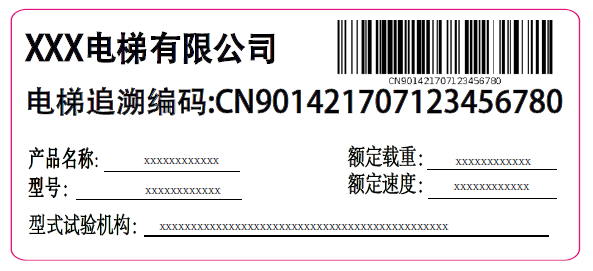 XXX电梯有限公司
CN901421707123456780
电梯追溯编码:CN901421707123456780
产品名称: xxxxxxxxxxxx 额定载重: xxxxxxxxxxxx
型号: xxxxxxxxxxxx 额定速度: xxxxxxxxxxxx
型式试验机构: xxxxxxxxxxxxxxxxxxxxxxxxxxxxxxxxxxxxxxxxxxxxxx